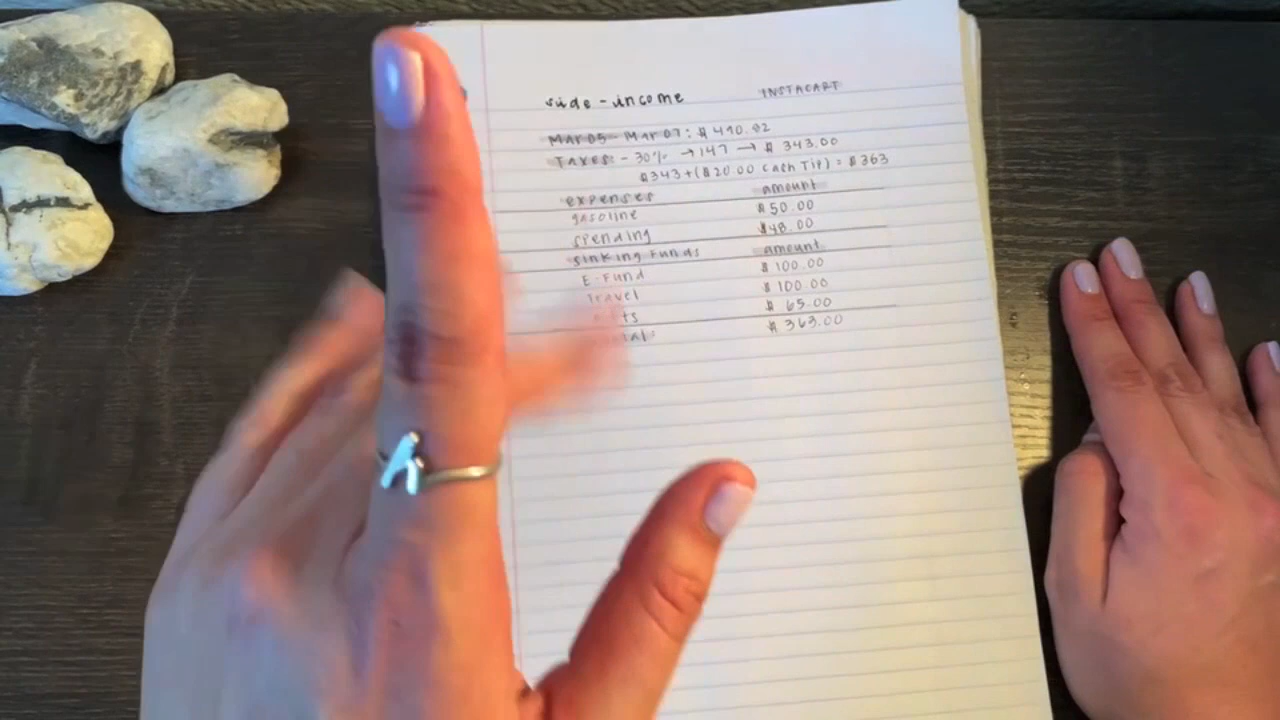 side - income INSTACART
Mar 05 - Mar 07: $ 490.82
TAXES: - 30% → 147 → $ 343.00
$343 + ($20.00 cash Tip) = $363
expenses amount
gasoline $50.00
spending $48.00
sinking Funds amount
E-Fund $ 100.00
Travel $ 100.00
$ 65.00
$ 363.00